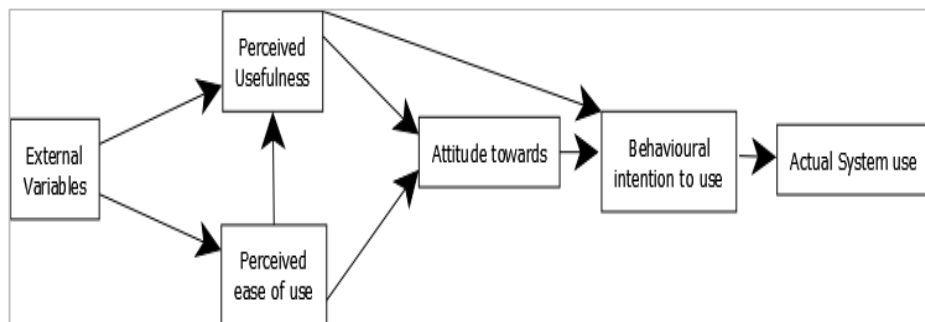 Perceived
Usefulness
External
Variables
Attitude towards
Behavioural
intention to use
Actual System use
Perceived
ease of use